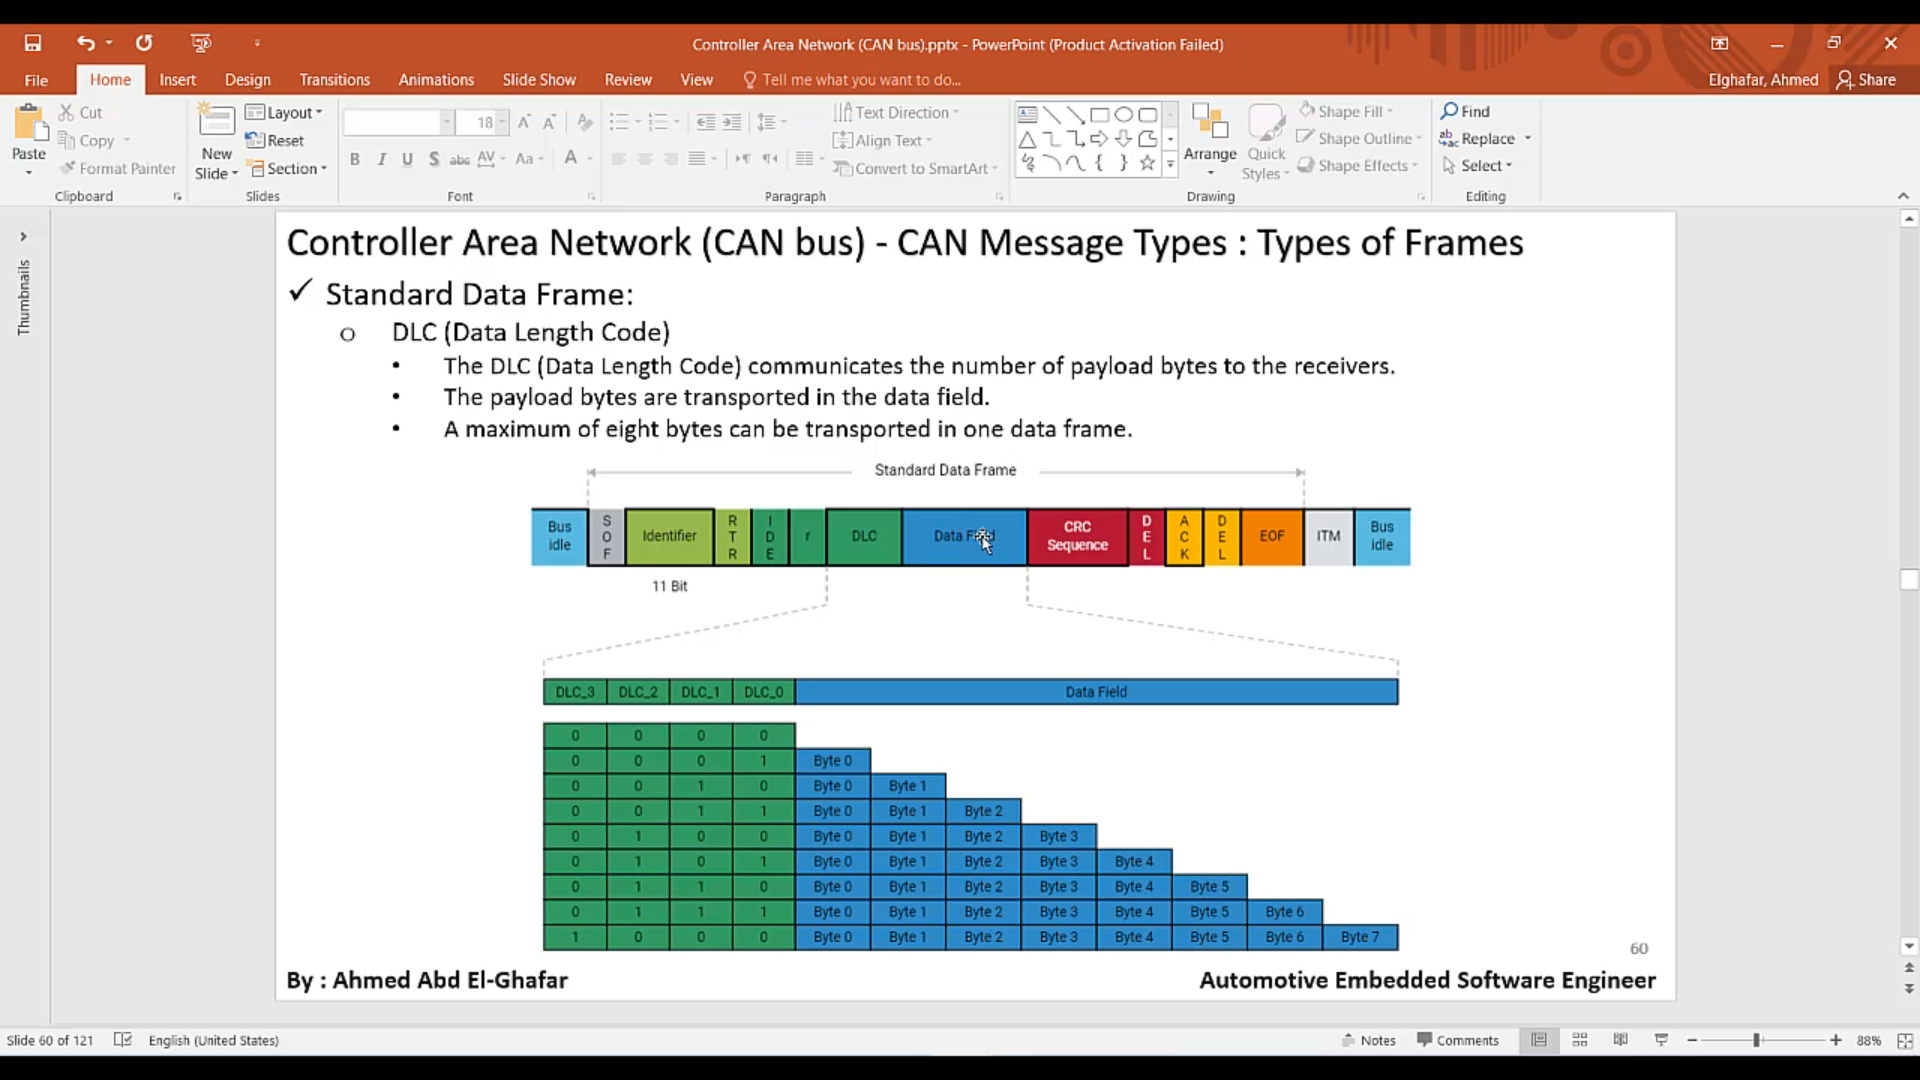 Controller Area Network (CAN bus).pptx - PowerPoint (Product Activation Failed)
File Home Insert Design Transitions Animations Slide Show Review View Tell me what you want to do... Elghafar, Ahmed Share
Paste
Cut
Copy
Format Painter
Clipboard
New
Slide
Layout
Reset
Section
Slides
18
B I U S abc AV Aa A
Font
Text Direction
Align Text
Convert to SmartArt
Paragraph
Arrange
Quick
Styles
Shape Fill
Shape Outline
Shape Effects
Drawing
Find
Replace
Select
Editing
Thumbnails
Controller Area Network (CAN bus) - CAN Message Types : Types of Frames
✓ Standard Data Frame:
o DLC (Data Length Code)
• The DLC (Data Length Code) communicates the number of payload bytes to the receivers.
• The payload bytes are transported in the data field.
• A maximum of eight bytes can be transported in one data frame.
Standard Data Frame
Bus idle SOF Identifier RTR IDE r DLC Data Field CRC Sequence DEL ACK DEL EOF ITM Bus idle
11 Bit
DLC_3 DLC_2 DLC_1 DLC_0 Data Field
0 0 0 0
0 0 0 1 Byte 0
0 0 1 0 Byte 0 Byte 1
0 0 1 1 Byte 0 Byte 1 Byte 2
0 1 0 0 Byte 0 Byte 1 Byte 2 Byte 3
0 1 0 1 Byte 0 Byte 1 Byte 2 Byte 3 Byte 4
0 1 1 0 Byte 0 Byte 1 Byte 2 Byte 3 Byte 4 Byte 5
0 1 1 1 Byte 0 Byte 1 Byte 2 Byte 3 Byte 4 Byte 5 Byte 6
1 0 0 0 Byte 0 Byte 1 Byte 2 Byte 3 Byte 4 Byte 5 Byte 6 Byte 7
60
By : Ahmed Abd El-Ghafar Automotive Embedded Software Engineer
Slide 60 of 121 English (United States) Notes Comments 88%